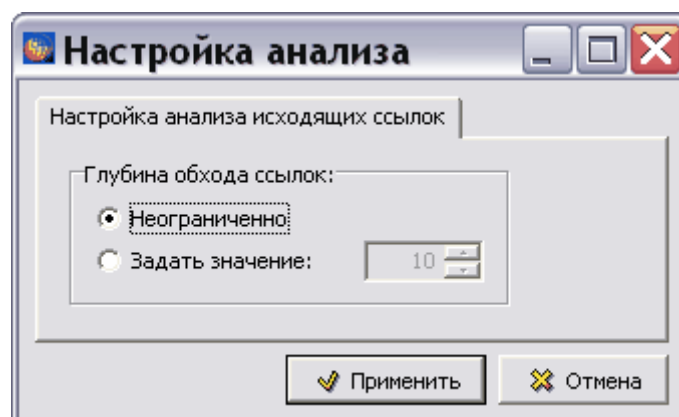 Настройка анализа
Настройка анализа исходящих ссылок
Глубина обхода ссылок:
Неограниченно
Задать значение: 10
Применить Отмена